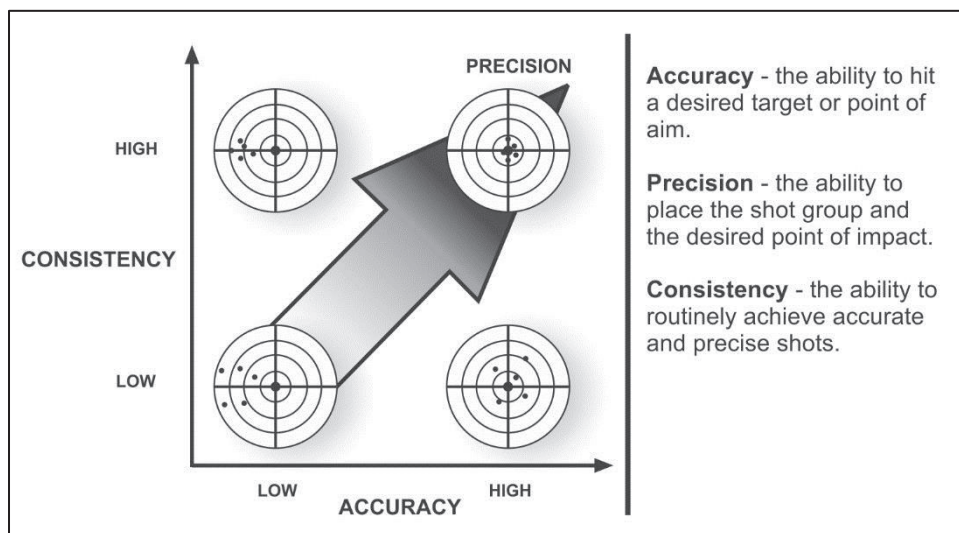 PRECISION
HIGH
CONSISTENCY
LOW
LOW
HIGH
ACCURACY
Accuracy - the ability to hit
a desired target or point of
aim.
Precision - the ability to
place the shot group and
the desired point of impact.
Consistency - the ability to
routinely achieve accurate
and precise shots.